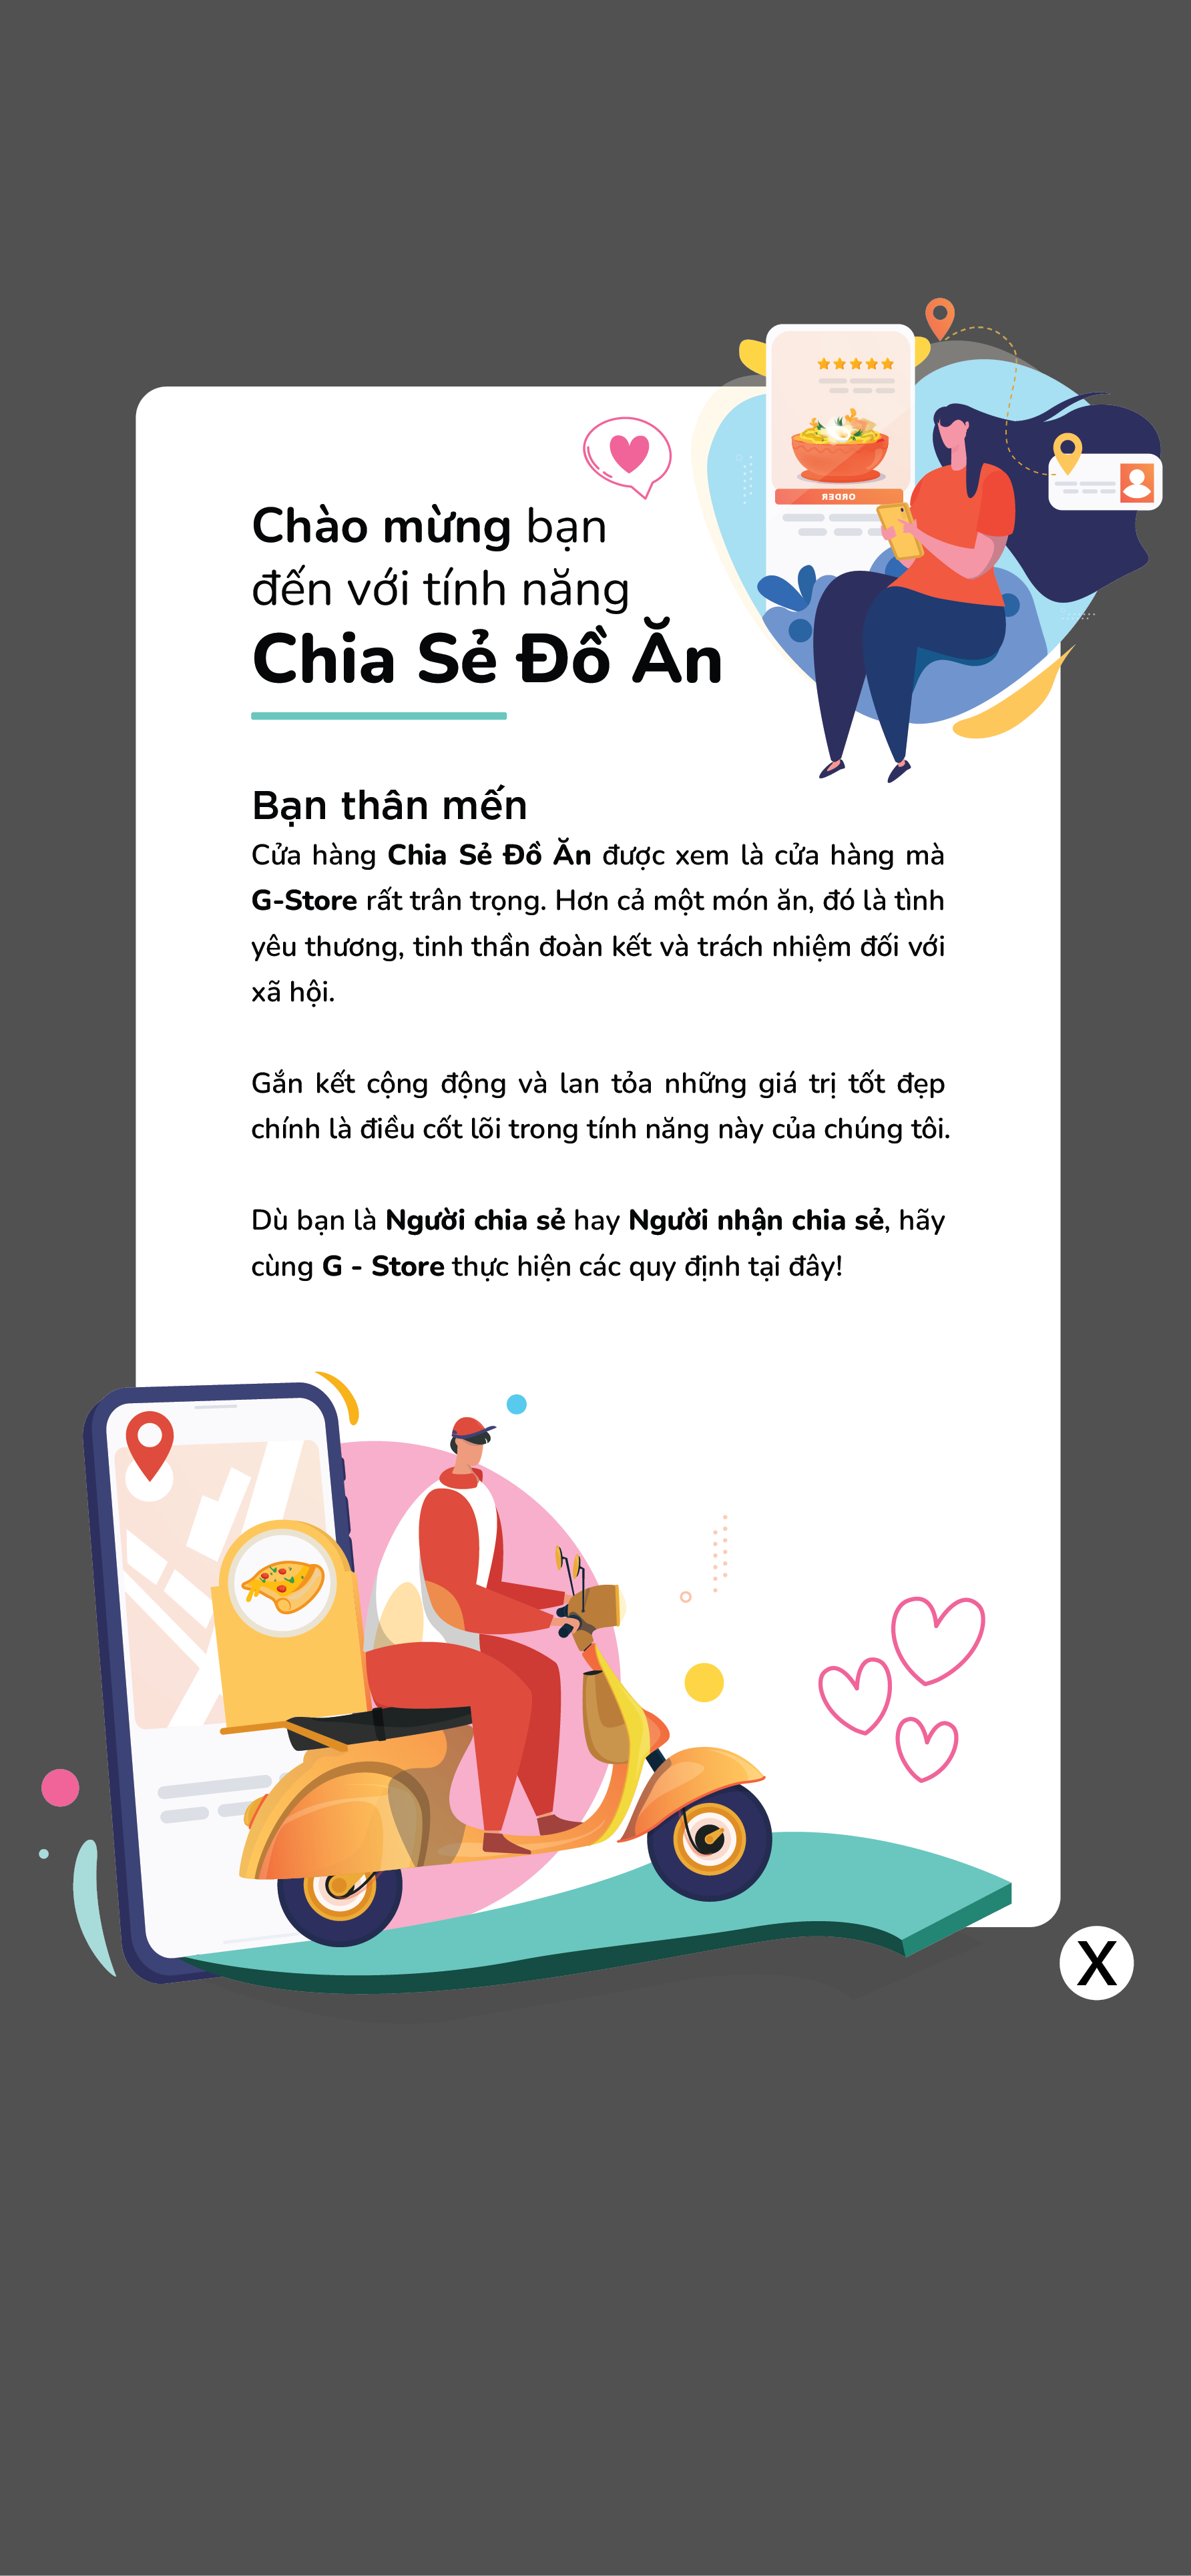 ORDER
Chào mừng bạn
đến với tính năng
Chia Sẻ Đồ Ăn
Bạn thân mến
Cửa hàng Chia Sẻ Đồ Ăn được xem là cửa hàng mà
G-Store rất trân trọng. Hơn cả một món ăn, đó là tình
yêu thương, tinh thần đoàn kết và trách nhiệm đối với
xã hội.
Gắn kết cộng động và lan tỏa những giá trị tốt đẹp
chính là điều cốt lõi trong tính năng này của chúng tôi.
Dù bạn là Người chia sẻ hay Người nhận chia sẻ, hãy
cùng G - Store thực hiện các quy định tại đây!
X